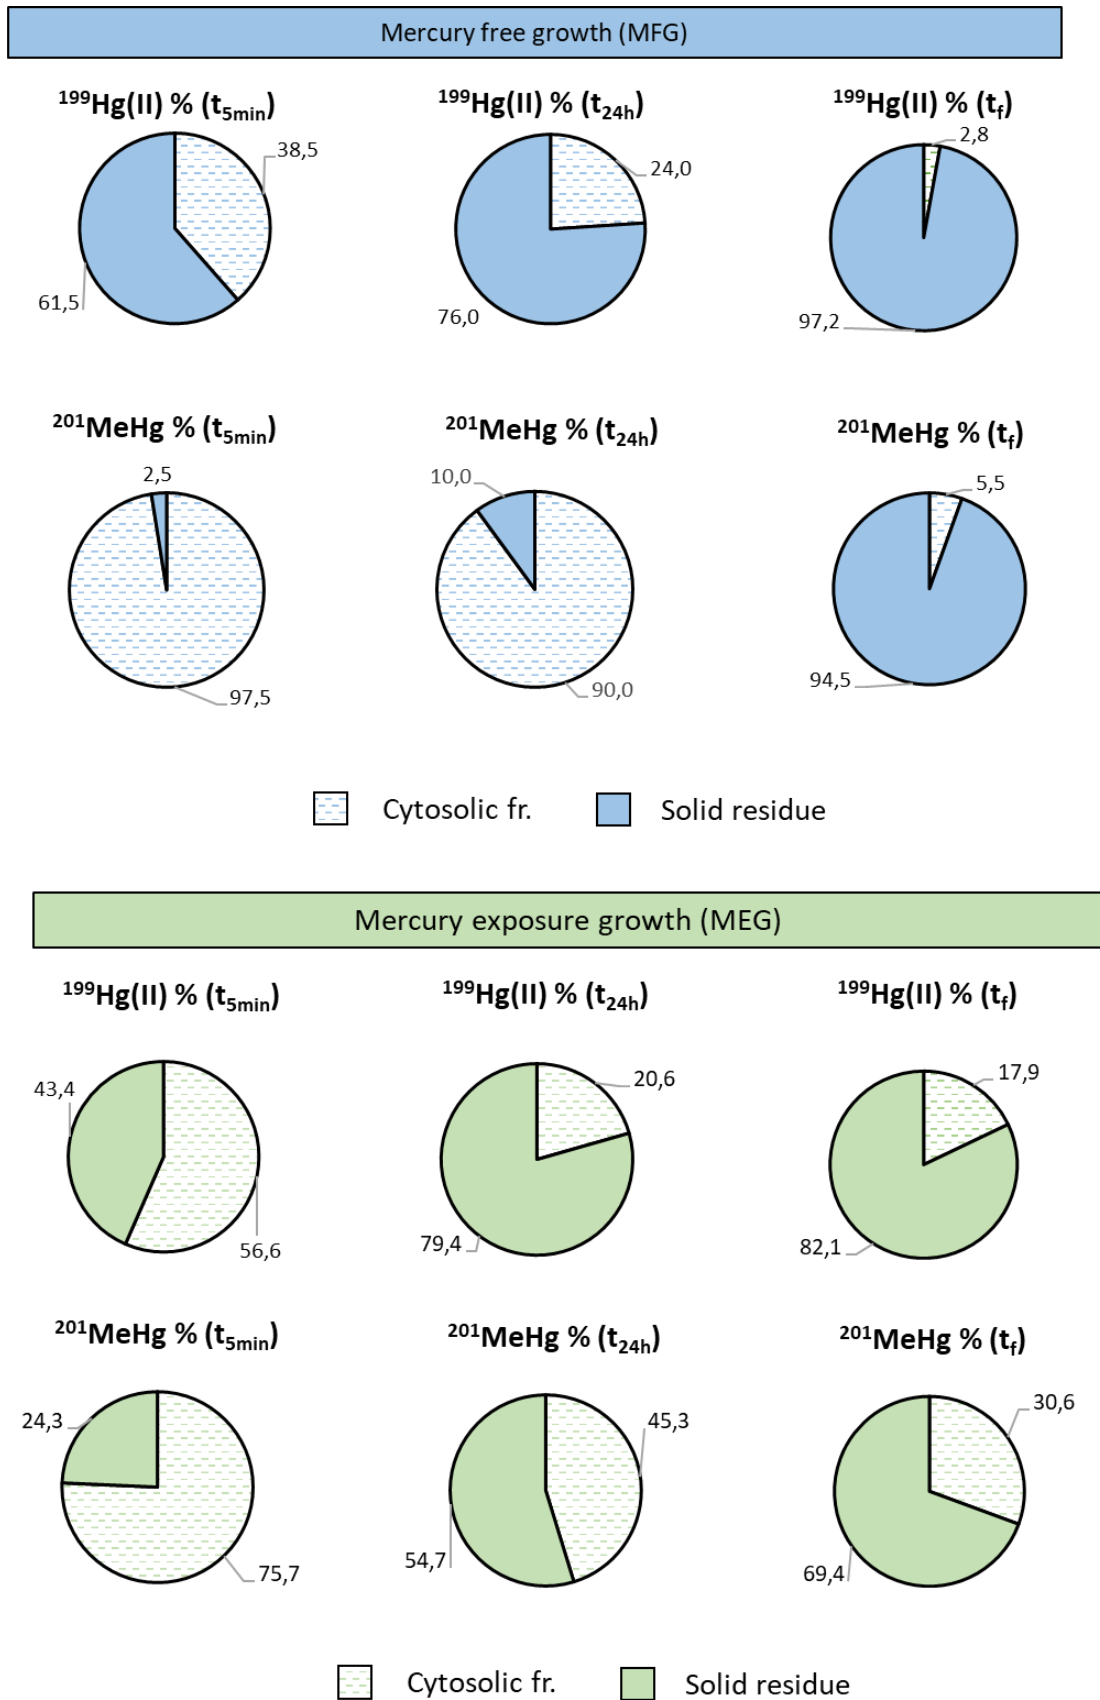 Mercury free growth (MFG)
¹⁹⁹Hg(II) % (t5min)
¹⁹⁹Hg(II) % (t24h)
¹⁹⁹Hg(II) % (tf)
38,5
61,5
24,0
76,0
2,8
97,2
²⁰¹MeHg % (t5min)
²⁰¹MeHg % (t24h)
²⁰¹MeHg % (tf)
2,5
97,5
10,0
90,0
5,5
94,5
Cytosolic fr.
Solid residue
Mercury exposure growth (MEG)
¹⁹⁹Hg(II) % (t5min)
¹⁹⁹Hg(II) % (t24h)
¹⁹⁹Hg(II) % (tf)
43,4
56,6
20,6
79,4
17,9
82,1
²⁰¹MeHg % (t5min)
²⁰¹MeHg % (t24h)
²⁰¹MeHg % (tf)
24,3
75,7
45,3
54,7
30,6
69,4
Cytosolic fr.
Solid residue